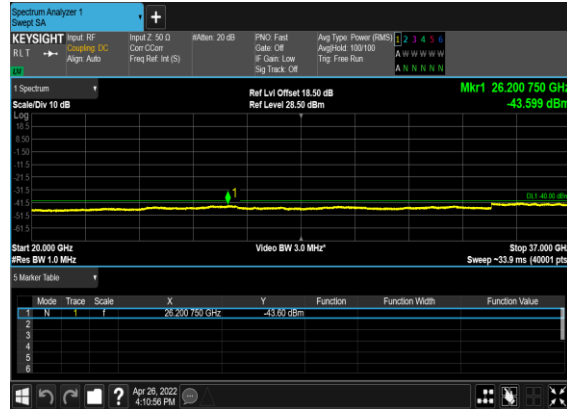 Spectrum Analyzer 1
Swept SA
+
KEYSIGHT Input: RF Input Z: 50 Ω #Atten: 20 dB PNO: Fast Avg Type: Power (RMS) 1 2 3 4 5 6
RLT Coupling: DC Corr CCorr Gate: Off Avg|Hold: 100/100 A W W W W W
Align: Auto Freq Ref: Int (S) IF Gain: Low Trig: Free Run
Sig Track: Off A N N N N N
1 Spectrum Ref Lvl Offset 18.50 dB Mkr1 26.200 750 GHz
Scale/Div 10 dB Ref Level 28.50 dBm -43.599 dBm
Log
18.5
8.50
-1.50
-11.5
-21.5
-31.5
DL1 -40.00 dBm
1
-41.5
-51.5
-61.5
Start 20.000 GHz Video BW 3.0 MHz* Stop 37.000 GHz
#Res BW 1.0 MHz Sweep ~33.9 ms (40001 pts)
5 Marker Table
Mode Trace Scale X Y Function Function Width Function Value
1 N 1 f 26.200 750 GHz -43.60 dBm
2
3
4
5
6
? Apr 26, 2022
4:10:56 PM